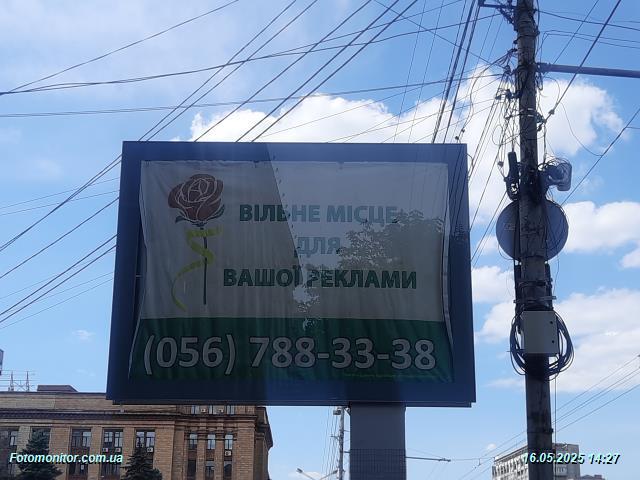 ВІЛЬНЕ МІСЦЕ
ДЛЯ
ВАШОЇ РЕКЛАМИ
(056) 788-33-38
Fotomonitor.com.ua
16.05.2025 14:27